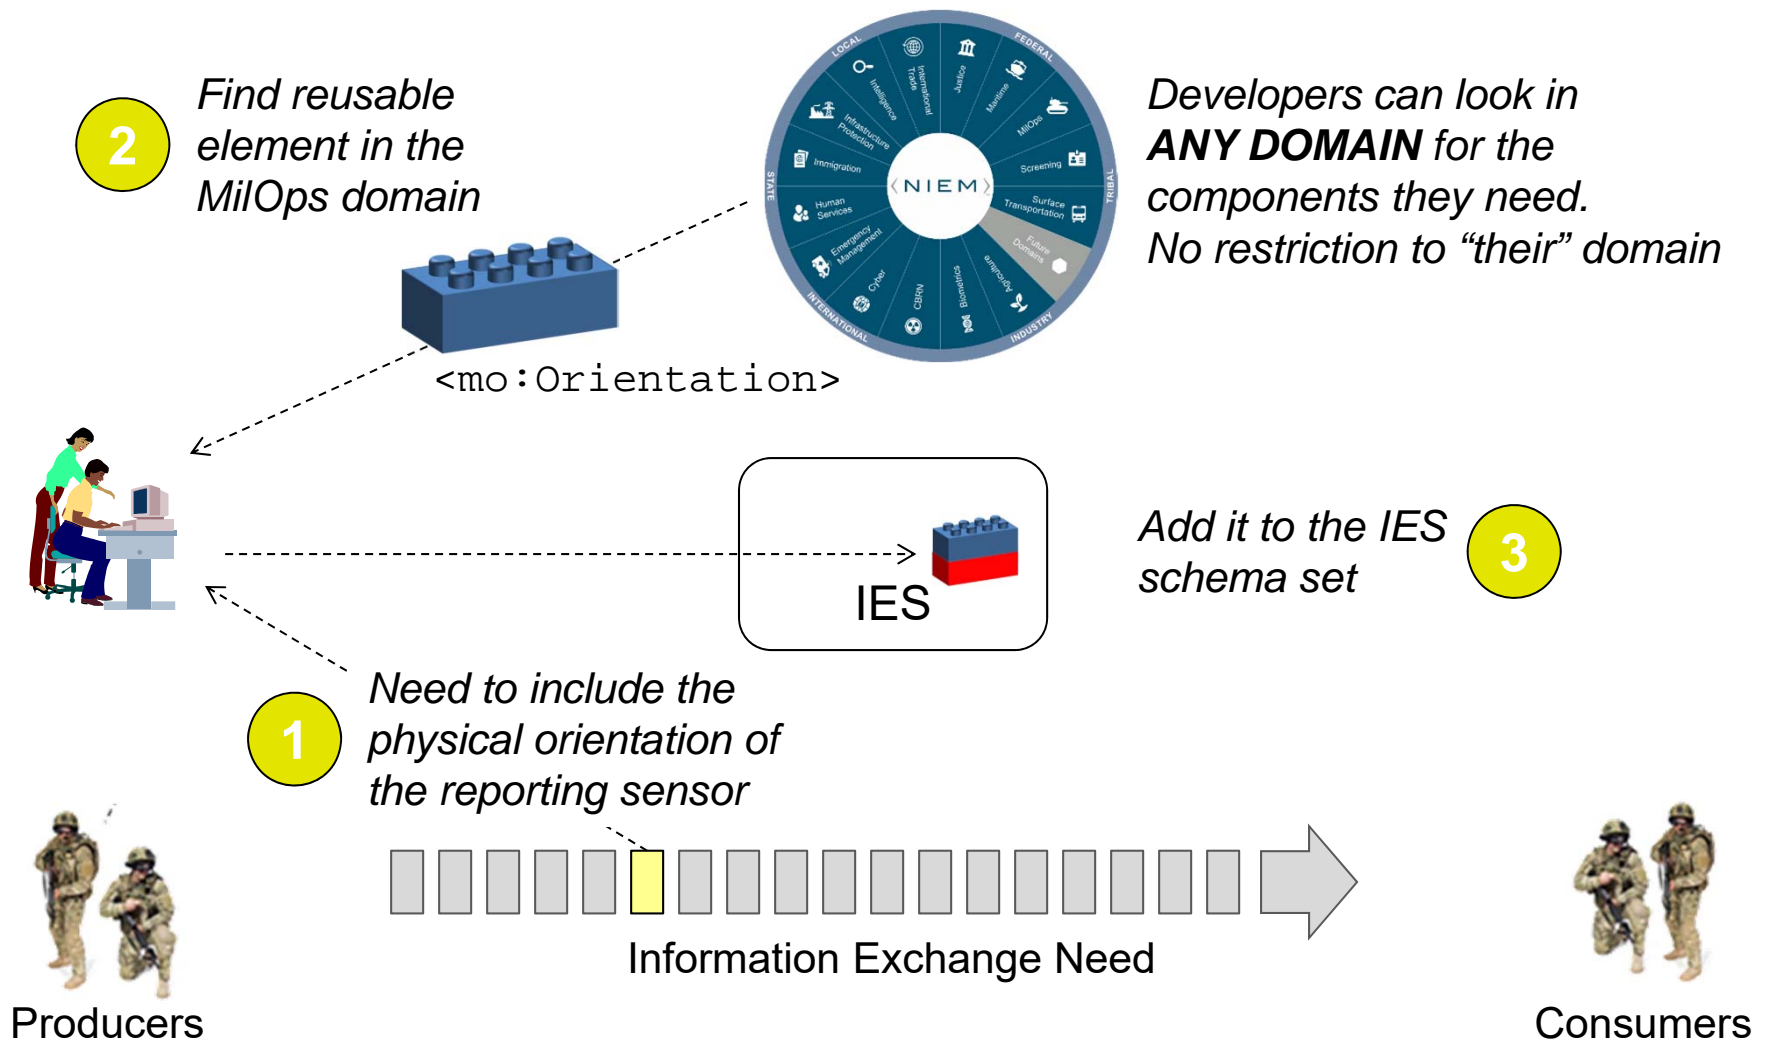 2
Find reusable
element in the
MilOps domain
LOCAL
FEDERAL
TRIBAL
INDUSTRY
INTERNATIONAL
STATE
International
Trade
Justice
Maritime
MilOps
Screening
Surface
Transportation
Future
Domains
Agriculture
Biometrics
CBRN
Cyber
Emergency
Management
Human
Services
Immigration
Infrastructure
Protection
Intelligence
NIEM
Developers can look in
ANY DOMAIN for the
components they need.
No restriction to “their” domain
<mo:Orientation>
IES
Add it to the IES
schema set
3
1
Need to include the
physical orientation of
the reporting sensor
Information Exchange Need
Producers
Consumers